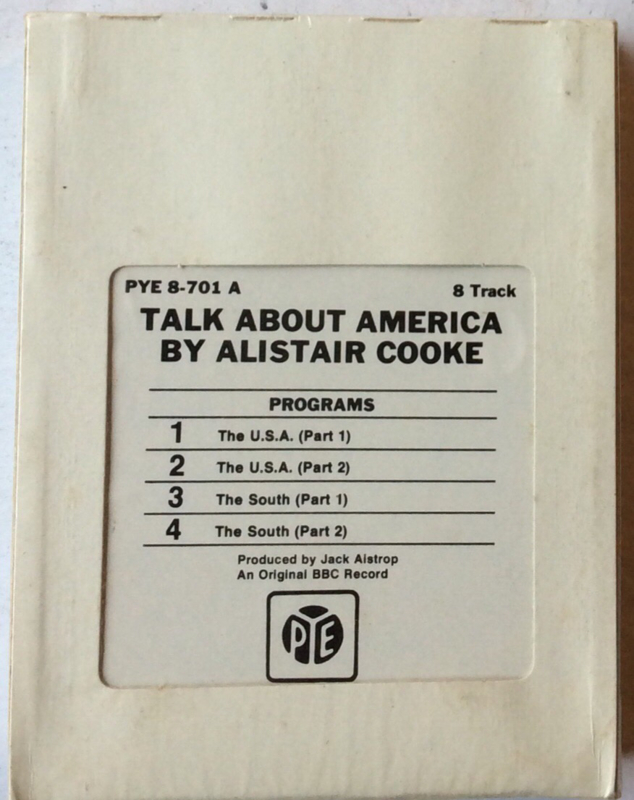 PYE 8-701 A
8 Track
TALK ABOUT AMERICA
BY ALISTAIR COOKE
PROGRAMS
1 The U.S.A. (Part 1)
2 The U.S.A. (Part 2)
3 The South (Part 1)
4 The South (Part 2)
Produced by Jack Aistrop
An Original BBC Record
PYE